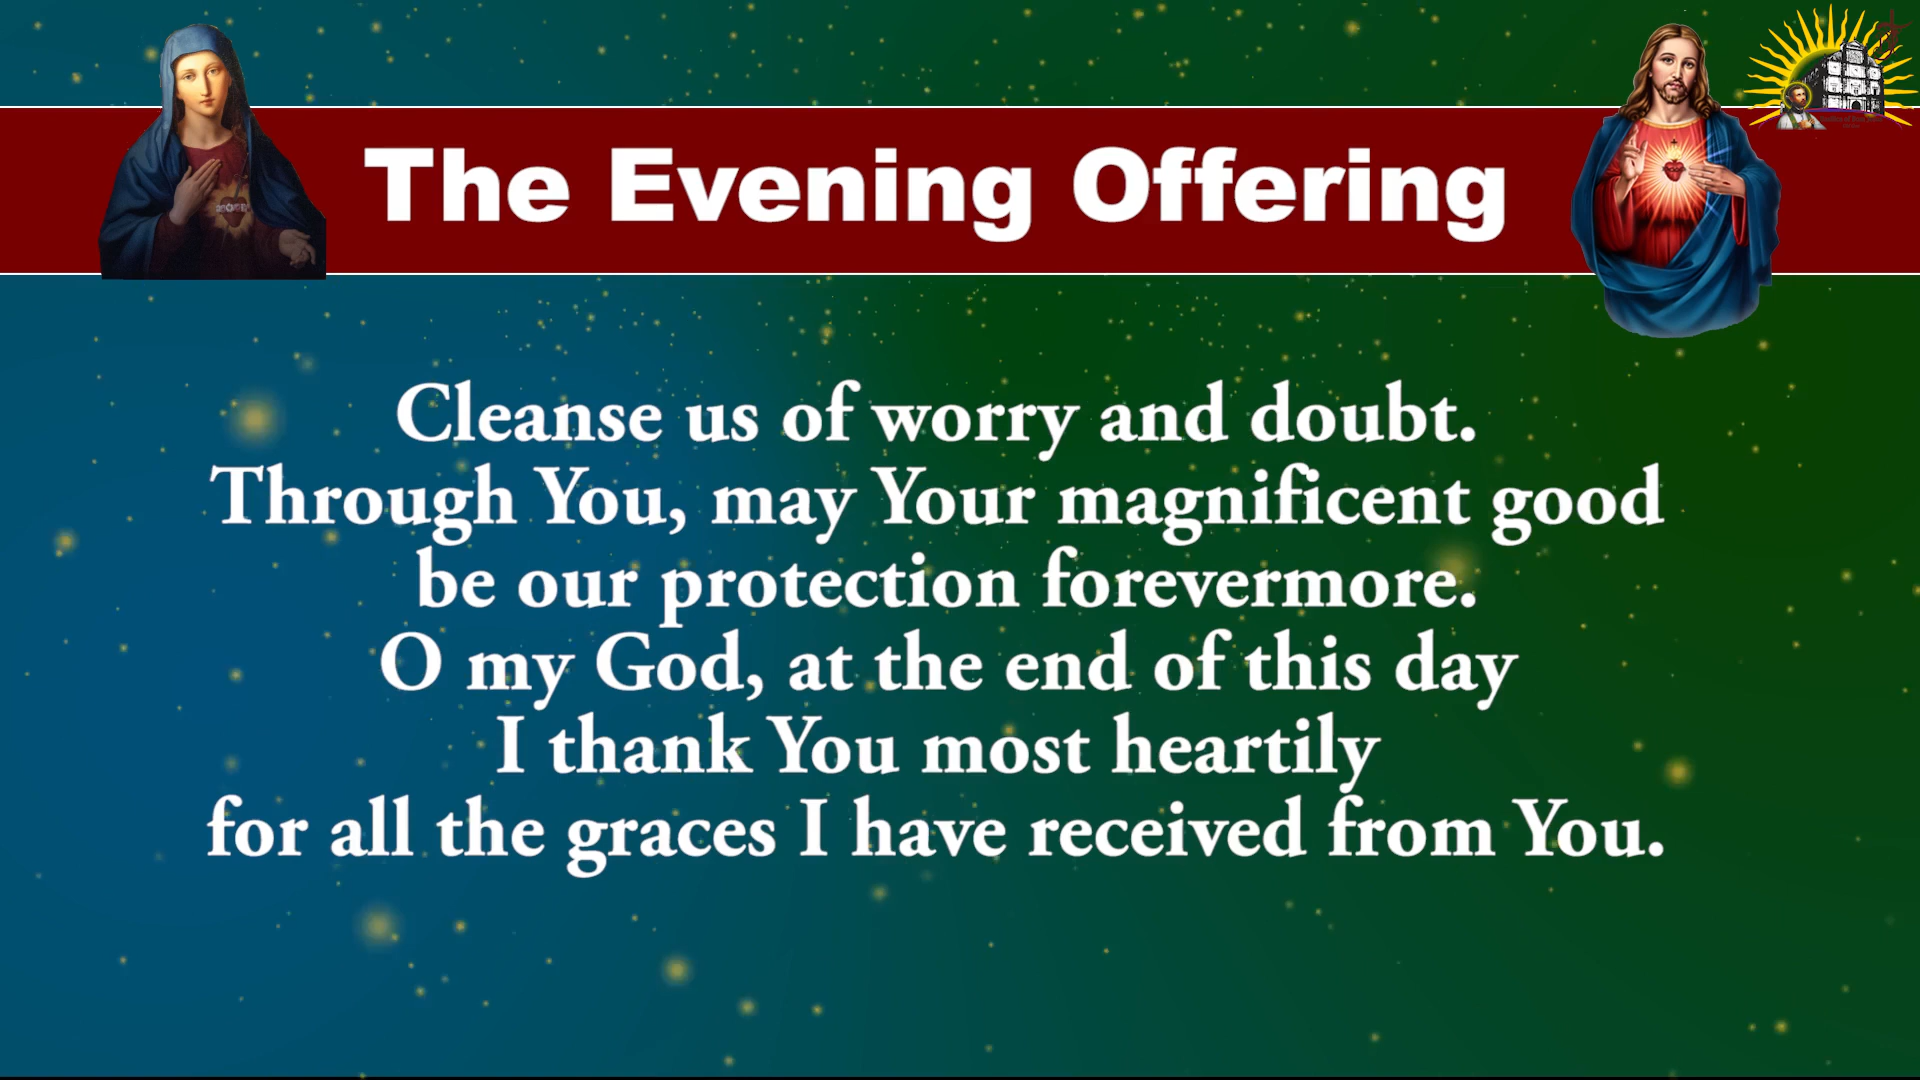 The Evening Offering
Cleanse us of worry and doubt.
Through You, may Your magnificent good
be our protection forevermore.
O my God, at the end of this day
I thank You most heartily
for all the graces I have received from You.